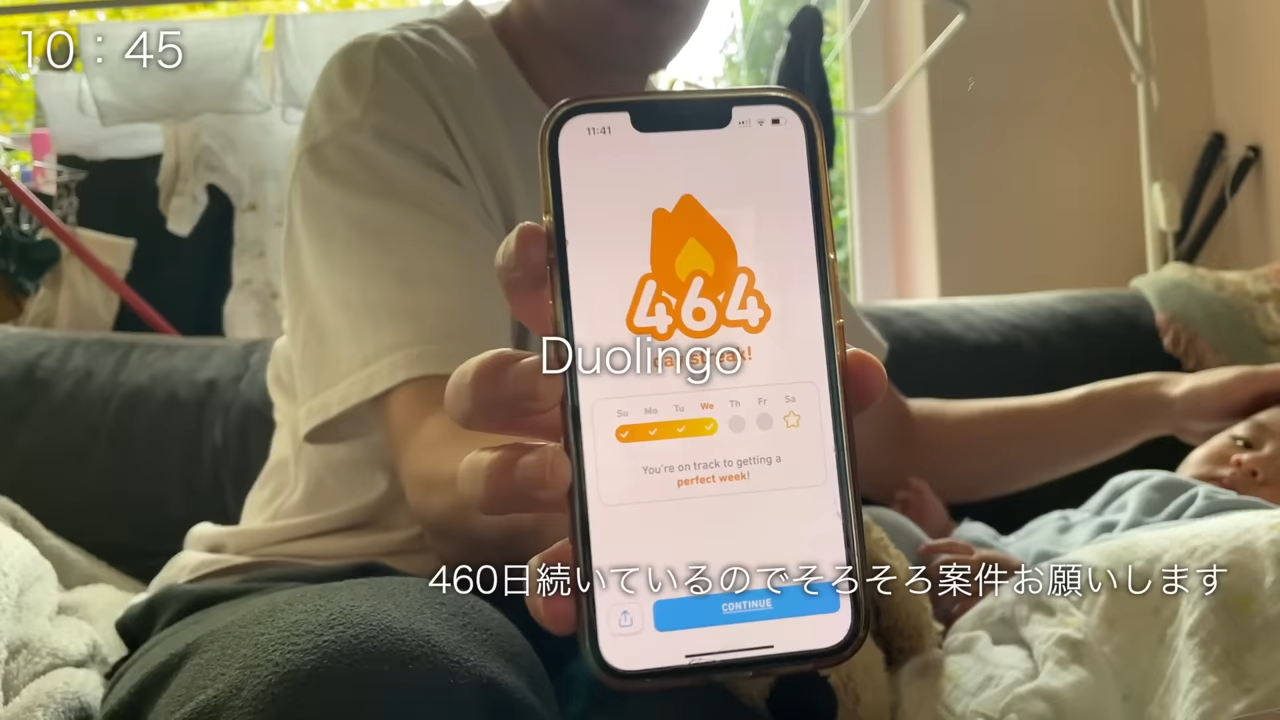 10：45
11:41
464
day streak!
Duolingo
Su Mo Tu We Th Fr Sa
You're on track to getting a
perfect week!
460日続いているのでそろそろ案件お願いします
CONTINUE